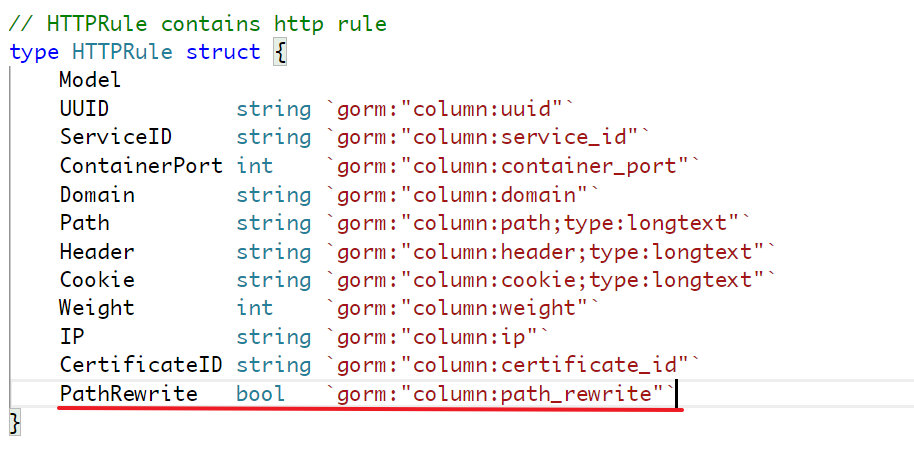 // HTTPRule contains http rule
type HTTPRule struct {
    Model
    UUID          string `gorm:"column:uuid"`
    ServiceID     string `gorm:"column:service_id"`
    ContainerPort int    `gorm:"column:container_port"`
    Domain        string `gorm:"column:domain"`
    Path          string `gorm:"column:path;type:longtext"`
    Header        string `gorm:"column:header;type:longtext"`
    Cookie        string `gorm:"column:cookie;type:longtext"`
    Weight        int    `gorm:"column:weight"`
    IP            string `gorm:"column:ip"`
    CertificateID string `gorm:"column:certificate_id"`
    PathRewrite   bool   `gorm:"column:path_rewrite"`
}